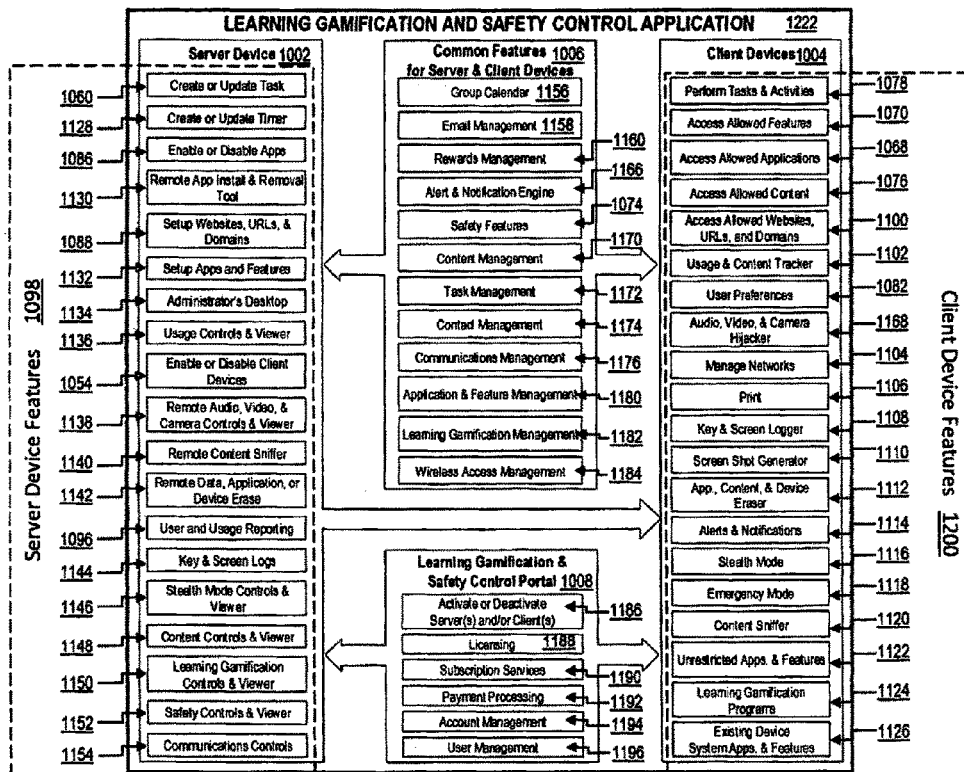 LEARNING GAMIFICATION AND SAFETY CONTROL APPLICATION 1222
Server Device 1002
Server Device Features 1098
1060 Create or Update Task
1128 Create or Update Timer
1086 Enable or Disable Apps
Remote App Install & Removal
1130 Tool
Setup Websites, URLs, &
1088 Domains
1132 Setup Apps and Features
1134 Administrator's Desktop
1136 Usage Controls & Viewer
Enable or Disable Client
1054 Devices
Remote Audio, Video, &
1138 Camera Controls & Viewer
1140 Remote Content Sniffer
Remote Data, Application, or
1142 Device Erase
1096 User and Usage Reporting
1144 Key & Screen Logs
Stealth Mode Controls &
1146 Viewer
1148 Content Controls & Viewer
Learning Gamification
1150 Controls & Viewer
1152 Safety Controls & Viewer
1154 Communications Controls
Common Features 1006
for Server & Client Devices
Group Calendar 1156
Email Management 1158
Rewards Management 1160
Alert & Notification Engine 1166
Safety Features 1074
Content Management 1170
Task Management 1172
Contact Management 1174
Communications Management 1176
Application & Feature Management 1180
Learning Gamification Management 1182
Wireless Access Management 1184
Learning Gamification &
Safety Control Portal 1008
Activate or Deactivate
Server(s) and/or Client(s) 1186
Licensing 1188
Subscription Services 1190
Payment Processing 1192
Account Management 1194
User Management 1196
Client Devices 1004
Perform Tasks & Activities 1078
Access Allowed Features 1070
Access Allowed Applications 1068
Access Allowed Content 1076
Access Allowed Websites, 1100
URLs, and Domains
Usage & Content Tracker 1102
User Preferences 1082
Audio, Video, & Camera 1168
Hijacker
Manage Networks 1104
Print 1106
Key & Screen Logger 1108
Screen Shot Generator 1110
App., Content, & Device 1112
Eraser
Alerts & Notifications 1114
Stealth Mode 1116
Emergency Mode 1118
Content Sniffer 1120
Unrestricted Apps. & Features 1122
Learning Gamification 1124
Programs
Existing Device 1126
System Apps. & Features
Client Device Features 1200